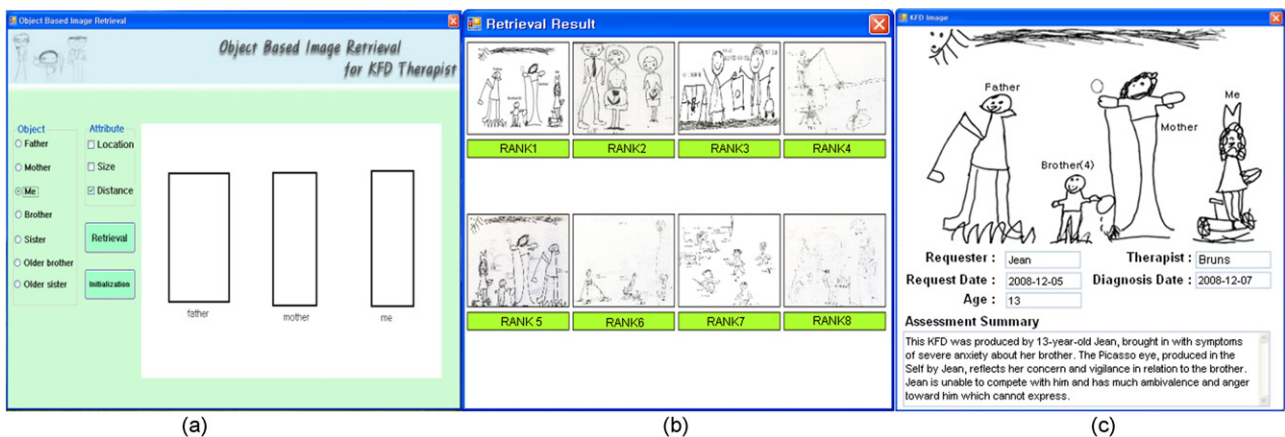 Object Based Image Retrieval
Object Based Image Retrieval
for KFD Therapist
Object
Father
Mother
Me
Brother
Sister
Older brother
Older sister
Attribute
Location
Size
Distance
Retrieval
Initialization
father
mother
me
(a)
Retrieval Result
RANK1
RANK2
RANK3
RANK4
RANK 5
RANK6
RANK7
RANK8
(b)
KFD Image
Father
Mother
Me
Brother(4)
Requester : Jean
Therapist : Bruns
Request Date : 2008-12-05
Diagnosis Date : 2008-12-07
Age : 13
Assessment Summary
This KFD was produced by 13-year-old Jean, brought in with symptoms
of severe anxiety about her brother. The Picasso eye, produced in the
Self by Jean, reflects her concern and vigilance in relation to the brother.
Jean is unable to compete with him and has much ambivalence and anger
toward him which cannot express.
(c)